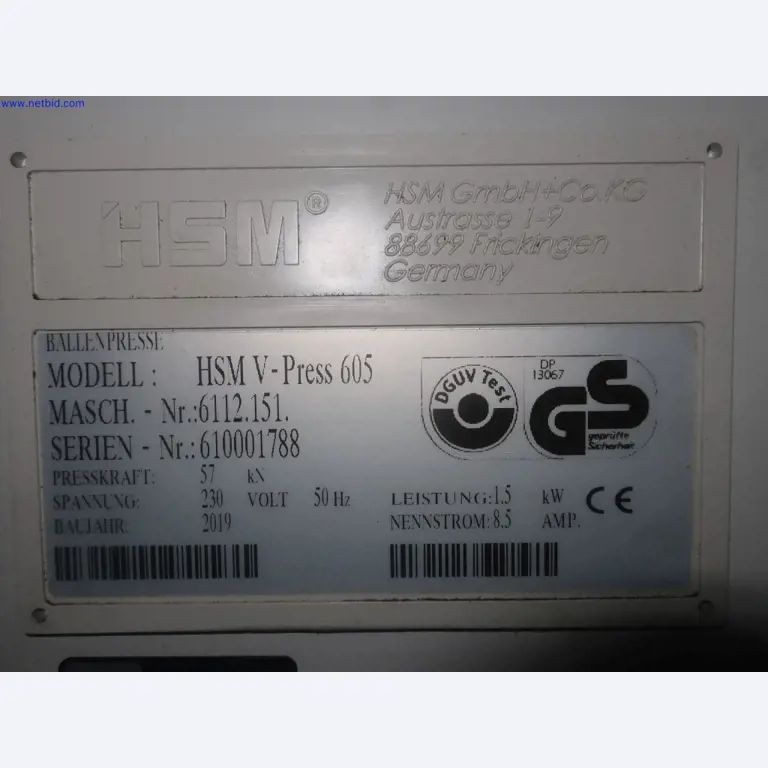 www.netbid.com
HSM®
HSM GmbH+Co.KG
Austrasse 1-9
88699 Frickingen
Germany
BALLENPRESSE
MODELL : HSM V-Press 605
MASCH. - Nr.:6112.151.
SERIEN - Nr.:610001788
PRESSKRAFT: 57 kN
SPANNUNG: 230 VOLT 50 Hz LEISTUNG:1.5 kW
BAUJAHR: 2019 NENNSTROM:8.5 AMP.
DGUV Test
DP
13067
GS
geprüfte
Sicherheit
CE